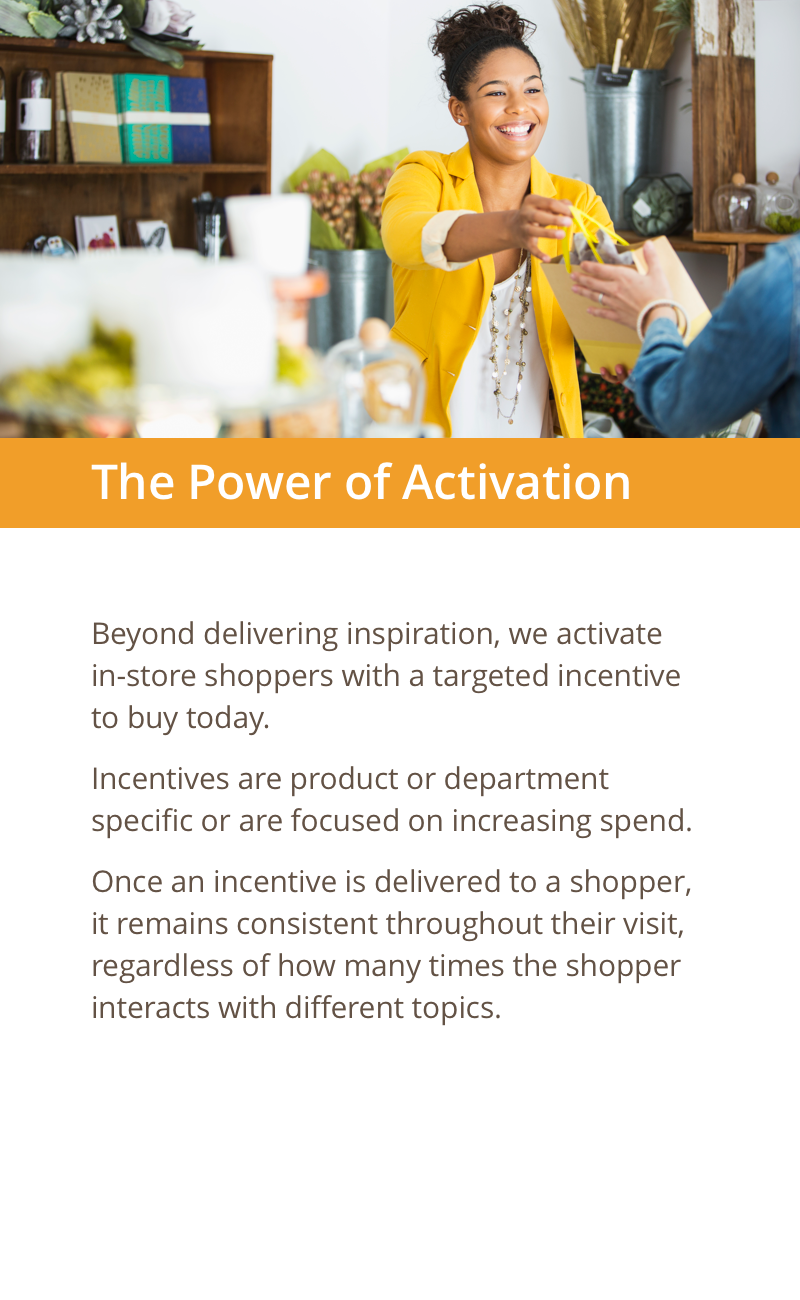 The Power of Activation
Beyond delivering inspiration, we activate
in-store shoppers with a targeted incentive
to buy today.
Incentives are product or department
specific or are focused on increasing spend.
Once an incentive is delivered to a shopper,
it remains consistent throughout their visit,
regardless of how many times the shopper
interacts with different topics.